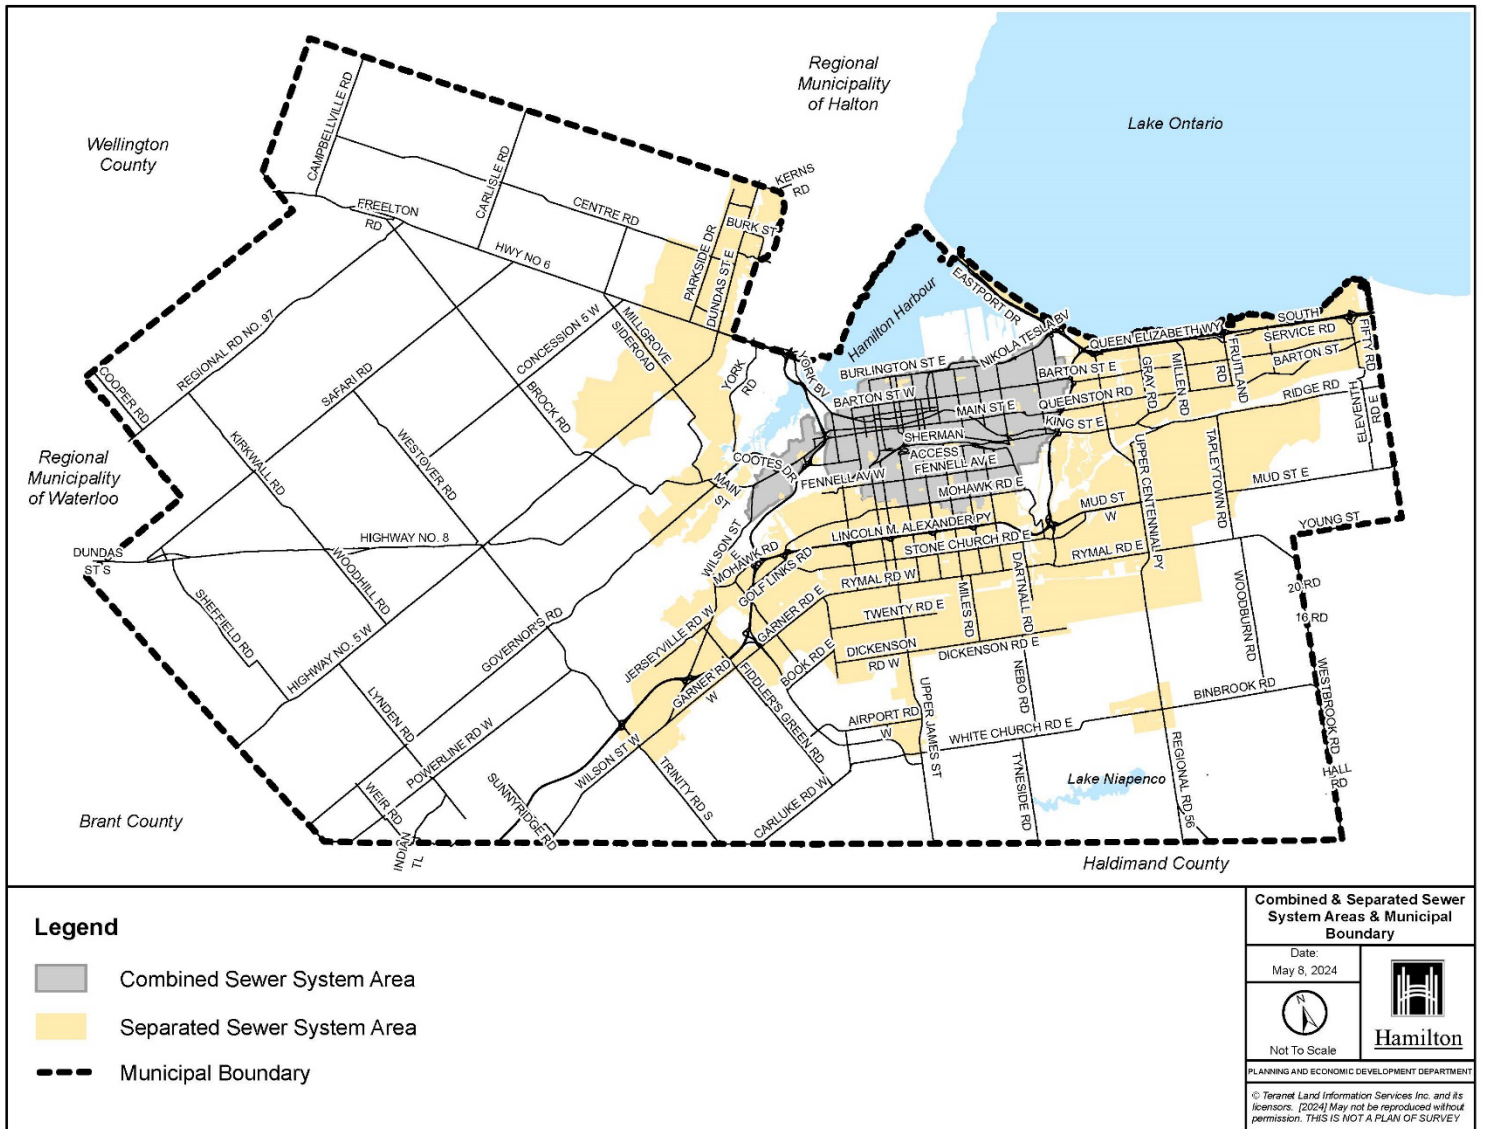 Regional
Municipality
of Halton
Lake Ontario
Wellington
County
CAMPBELLVILLE RD
CARLISLE RD
KERNS
RD
FREELTON
RD
CENTRE RD
BURK ST
PARKSIDE DR
DUNDAS ST E
HWY NO 6
EASTPORT DR
Hamilton Harbour
MILLGROVE
SIDEROAD
CONCESSION 5 W
REGIONAL RD NO. 97
SAFARI RD
COOPER RD
BROCK RD
YORK
RD
YORK BV
BURLINGTON ST E
NIKOLA TESLA BV
QUEEN ELIZABETH WY
SOUTH
SERVICE RD
BARTON ST
FIFTY RD
GRAY RD
MILLEN RD
FRUITLAND
RD
BARTON ST E
BARTON ST W
MAIN ST E
QUEENSTON RD
RIDGE RD
ELEVENTH
RD E
KING ST E
SHERMAN
ACCESS
FENNELL AV E
FENNELL AV W
MOHAWK RD E
COOTES DR
MAIN
ST
KIRKWALL RD
WESTOVER RD
Regional
Municipality
of Waterloo
UPPER CENTENNIAL PY
TAPLEYTOWN RD
MUD ST E
MUD ST
W
YOUNG ST
LINCOLN M. ALEXANDER PY
STONE CHURCH RD E
RYMAL RD E
RYMAL RD W
WILSON ST
E
MOHAWK RD
GOLF LINKS RD
DUNDAS
ST S
HIGHWAY NO. 8
WOODHILL RD
SHEFFIELD RD
HIGHWAY NO. 5 W
GOVERNOR'S RD
JERSEYVILLE RD W
GARNER RD E
GARNER RD
W
TWENTY RD E
MILES RD
DARTNALL RD
WOODBURN RD
20 RD
16 RD
DICKENSON
RD W
DICKENSON RD E
BOOK RD E
FIDDLER'S GREEN RD
NEBO RD
UPPER JAMES ST
AIRPORT RD
W
WHITE CHURCH RD E
BINBROOK RD
WESTBROOK RD
LYNDEN RD
POWERLINE RD W
WEIR RD
INDIAN
TL
SUNNYRIDGE RD
WILSON ST W
TRINITY RD S
CARLUKE RD W
TYNESIDE RD
Lake Niapenco
REGIONAL RD 56
HALL
RD
Brant County
Haldimand County
Legend
Combined Sewer System Area
Separated Sewer System Area
Municipal Boundary
Combined & Separated Sewer
System Areas & Municipal
Boundary
Date:
May 8, 2024
N
Not To Scale
Hamilton
PLANNING AND ECONOMIC DEVELOPMENT DEPARTMENT
© Teranet Land Information Services Inc. and its
licensors. [2024] May not be reproduced without
permission. THIS IS NOT A PLAN OF SURVEY